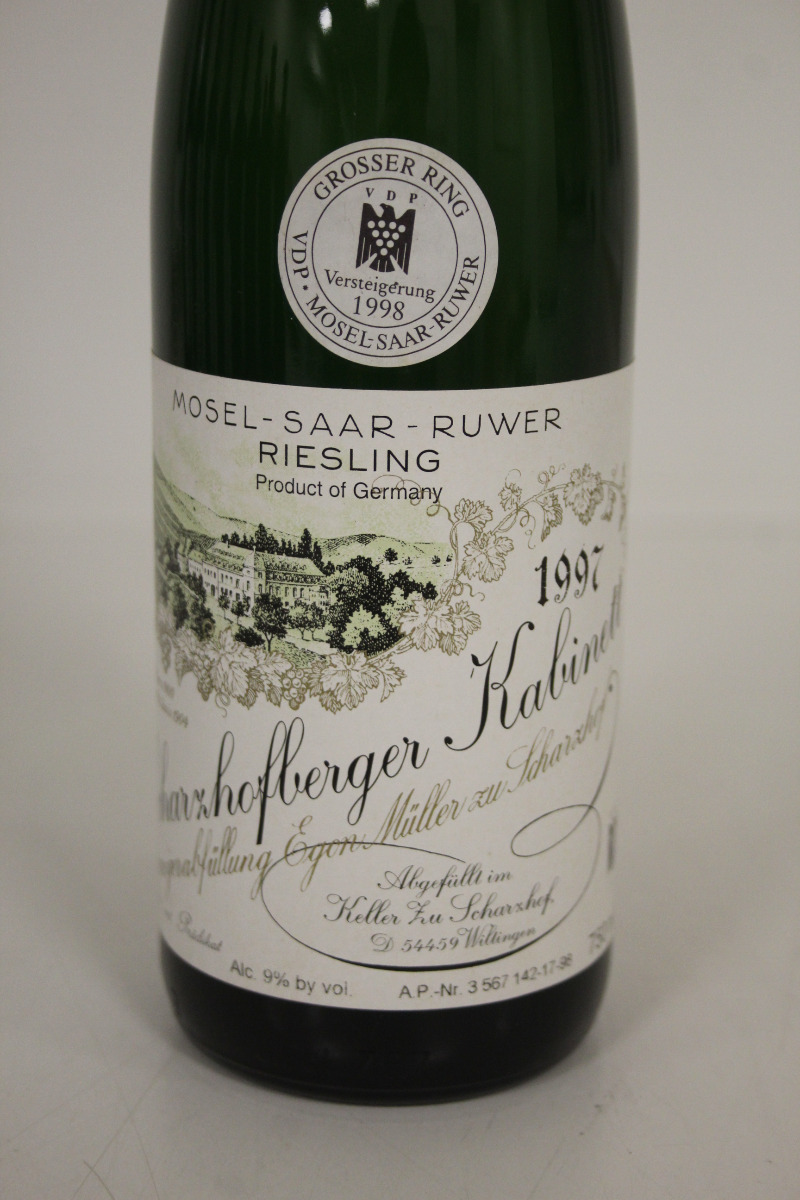 GROSSER RING
VDP · MOSEL-SAAR-RUWER
V D P
Versteigerung
1998
MOSEL-SAAR-RUWER
RIESLING
Product of Germany
1997
harzhofberger Kabinett
gerabfüllung Egon Müller zu Scharzhof
Abgefüllt im
Keller Zu Scharzhof
D 54459 Wiltingen
Prädikat
Alc. 9% by vol.
A.P.-Nr. 3 567 142-17-98